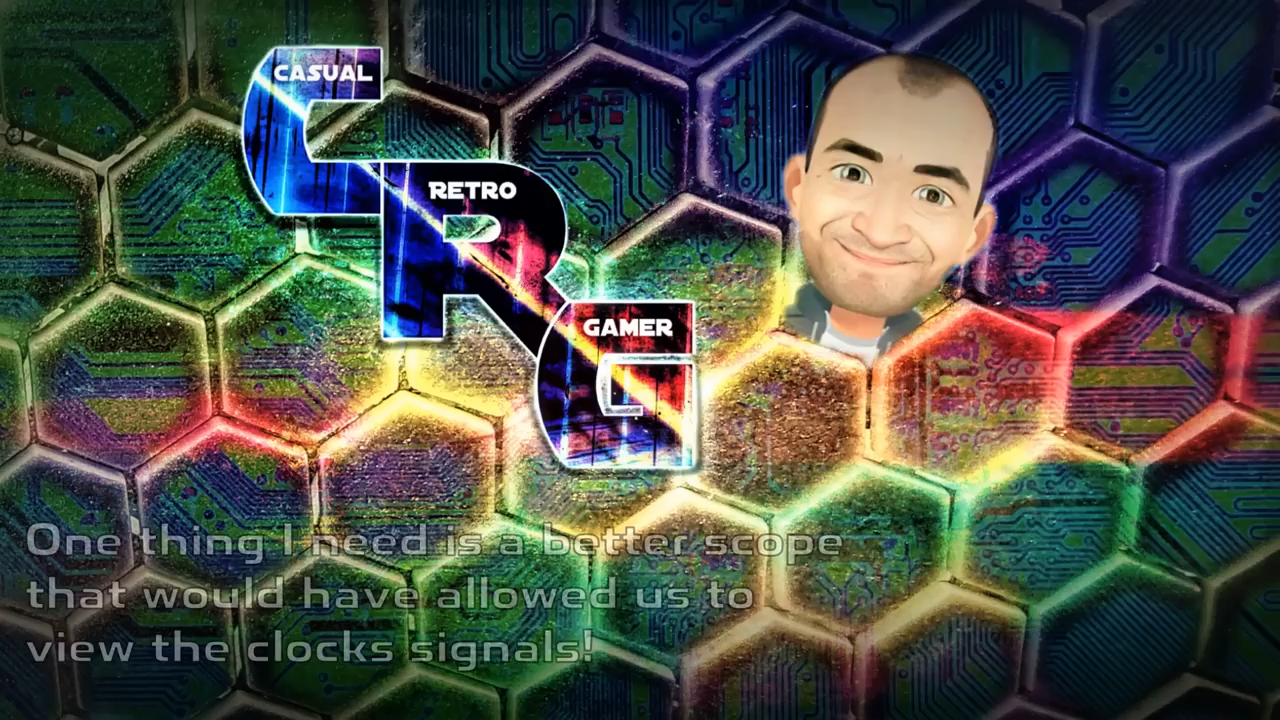 CASUAL
RETRO
GAMER
One thing I need is a better scope
that would have allowed us to
view the clocks signals!